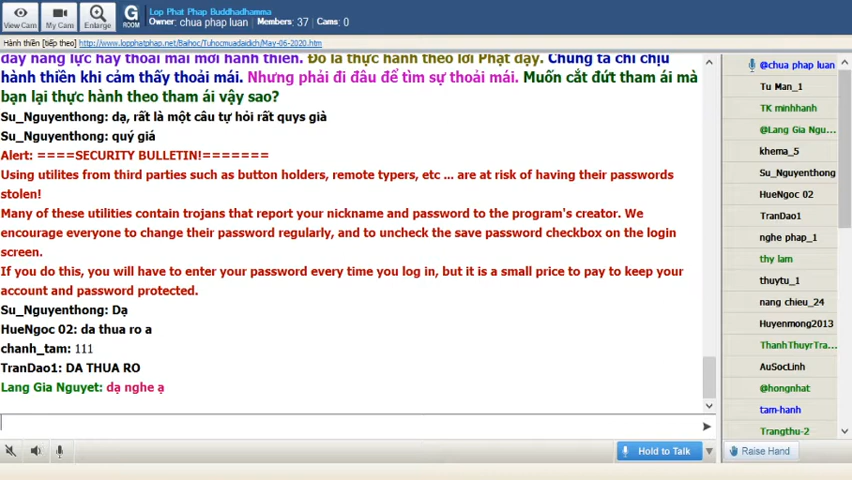 View Cam
My Cams
Enlarge
G
ROOM
Lop Phat Phap Buddhadhamma
Owner: chua phap luan Members: 37 Cams: 0
Hành thiền [tiếp theo] http://www.lopphatphap.net/Baihoc/Tuhocmuadaidich/May-06-2020.htm
đầy năng lực hay thoải mái mới hành thiền. Đó là thực hành theo lời Phật dạy. Chúng ta chỉ chịu
hành thiền khi cảm thấy thoải mái. Nhưng phải đi đâu để tìm sự thoải mái. Muốn cắt đứt tham ái mà
bạn lại thực hành theo tham ái vậy sao?
Su_Nguyenthong: dạ, rất là một câu tự hỏi rất quys già
Su_Nguyenthong: quý giá
Alert: ====SECURITY BULLETIN!=======
Using utilites from third parties such as button holders, remote typers, etc ... are at risk of having their passwords
stolen!
Many of these utilities contain trojans that report your nickname and password to the program's creator. We
encourage everyone to change their password regularly, and to uncheck the save password checkbox on the login
screen.
If you do this, you will have to enter your password every time you log in, but it is a small price to pay to keep your
account and password protected.
Su_Nguyenthong: Dạ
HueNgoc 02: da thua ro a
chanh_tam: 111
TranDao1: DA THUA RO
Lang Gia Nguyet: dạ nghe ạ
@chua phap luan
Tu Man_1
TK minhhanh
@Lang Gia Nguy...
khema_5
Su_Nguyenthong
HueNgoc 02
TranDao1
nghe phap_1
thy lam
thuytu_1
nang chieu_24
Huyenmong2013
ThanhThuyrTra...
AuSocLinh
@hongnhat
tam-hanh
Trangthu-2
Hold to Talk
Raise Hand